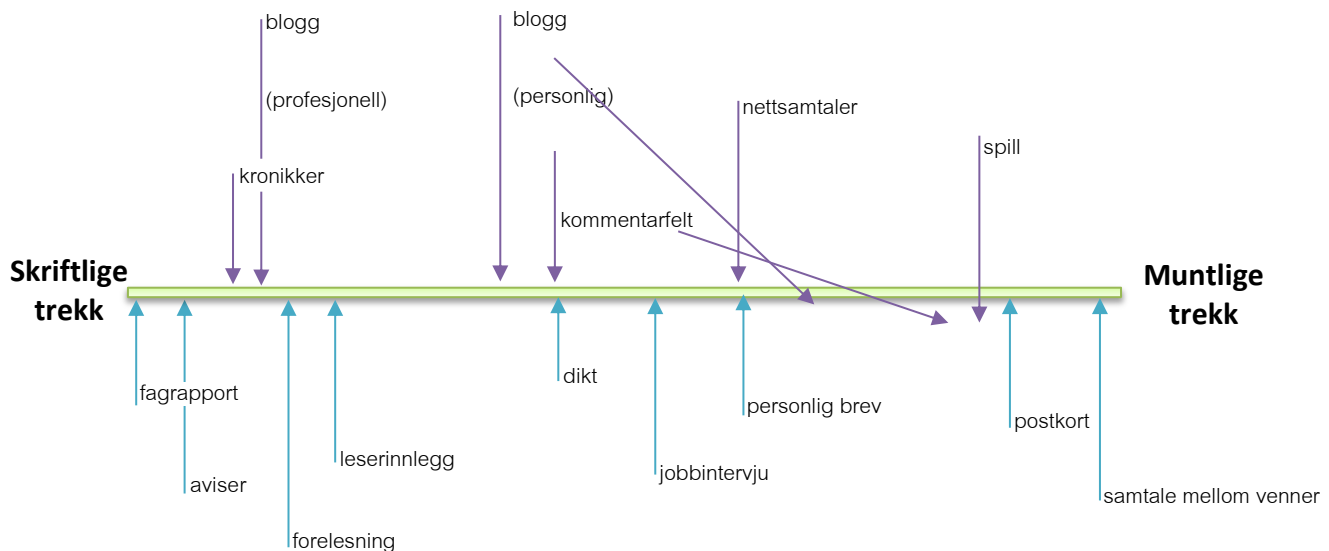 blogg
blogg
(profesjonell)
(personlig)
nettsamtaler
spill
kronikker
kommentarfelt
Skriftlige
trekk
Muntlige
trekk
fagrapport
dikt
personlig brev
postkort
leserinnlegg
jobbintervju
aviser
samtale mellom venner
forelesning